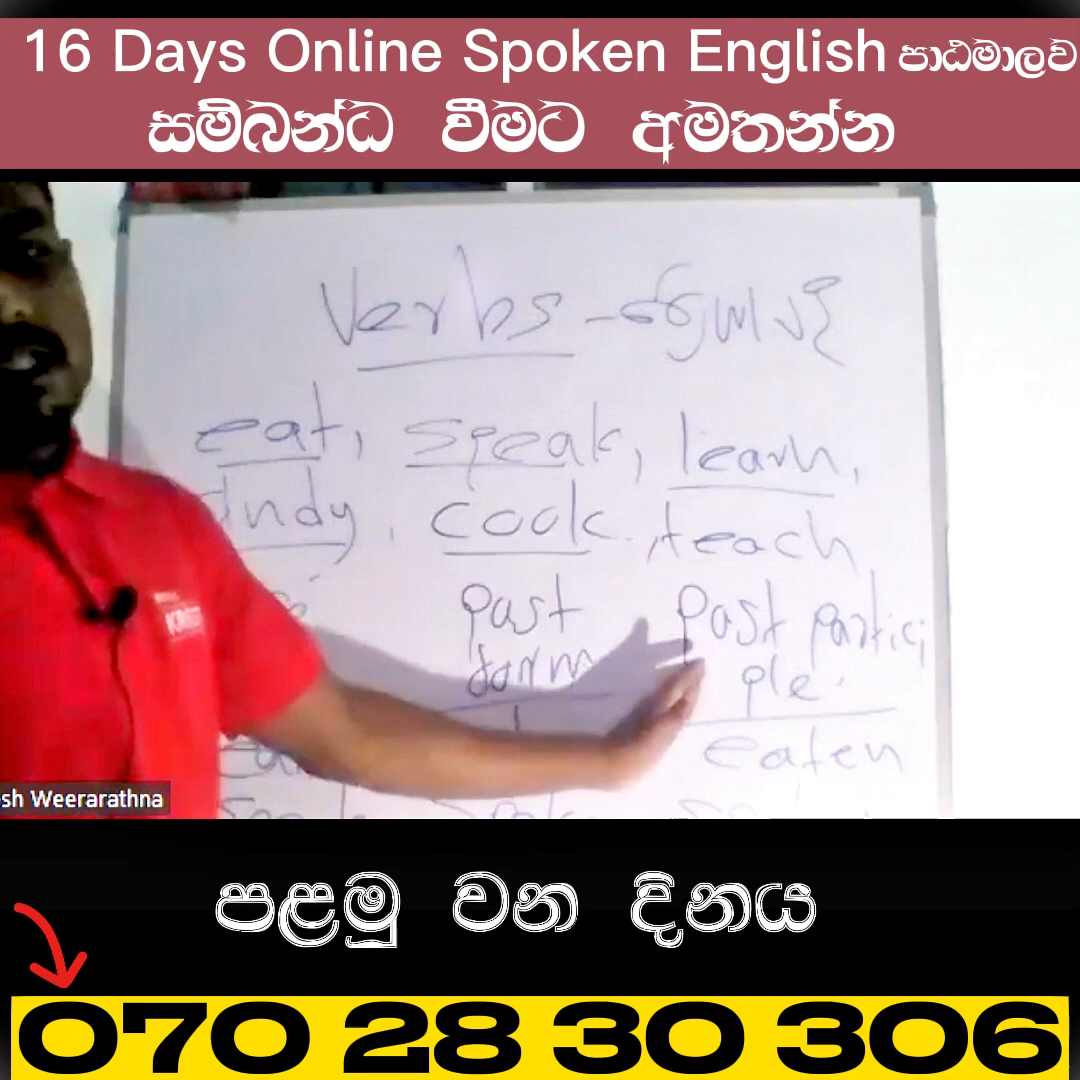 16 Days Online Spoken English පාඨමාලව
සම්බන්ධ වීමට අමතන්න
Verbs - ක්‍රියාපද
eat, speak, learn,
study, cook, teach
past
form
past partici
ple.
eaten
sh Weerarathna
පළමු වන දිනය
070 28 30 306